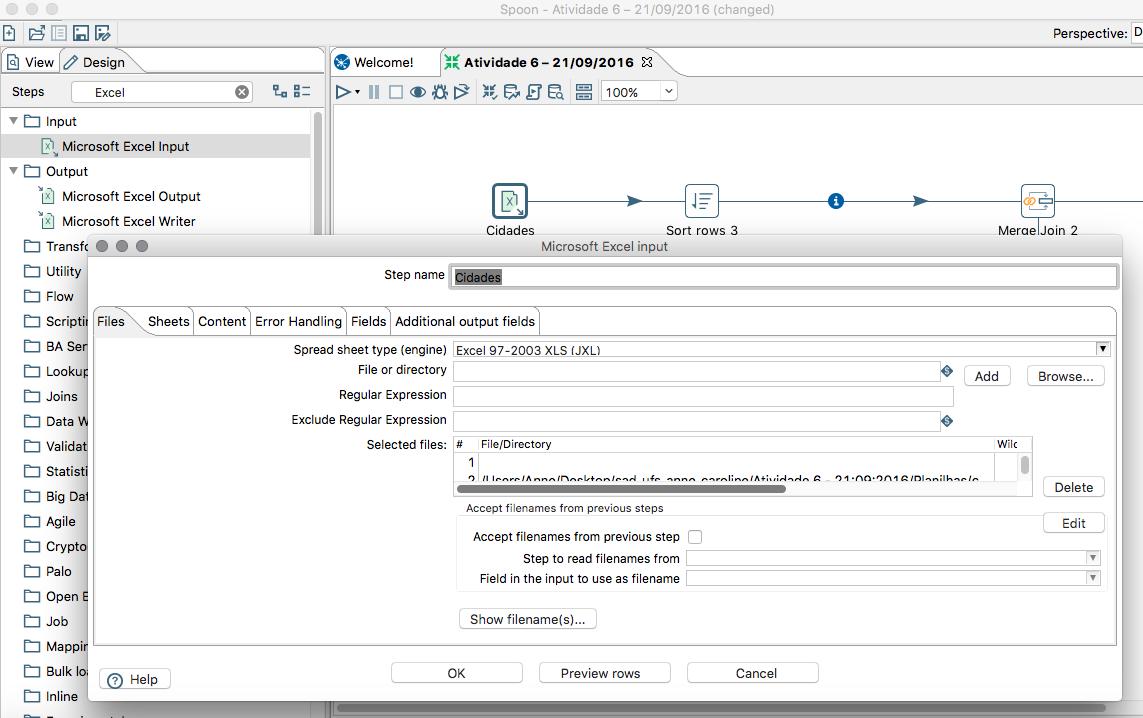 Spoon - Atividade 6 – 21/09/2016 (changed)
Perspective: D
View
Design
Welcome!
Atividade 6 – 21/09/2016
Steps
Excel
100%
Input
Microsoft Excel Input
Output
Microsoft Excel Output
Microsoft Excel Writer
Transfo
Utility
Flow
Scriptin
BA Ser
Lookup
Joins
Data W
Validat
Statisti
Big Dat
Agile
Crypto
Palo
Open E
Job
Mappin
Bulk loa
Inline
Cidades
Sort rows 3
Merge Join 2
Microsoft Excel input
Step name
Cidades
Files
Sheets
Content
Error Handling
Fields
Additional output fields
Spread sheet type (engine)
Excel 97-2003 XLS (JXL)
File or directory
Add
Browse...
Regular Expression
Exclude Regular Expression
Selected files:
# File/Directory Wilc
1
2 /Users/Anne/Desktop/sad_ufs_anne_caroline/Atividade 6 - 21:09:2016/Planilhas/c
Delete
Accept filenames from previous steps
Edit
Accept filenames from previous step
Step to read filenames from
Field in the input to use as filename
Show filename(s)...
Help
OK
Preview rows
Cancel